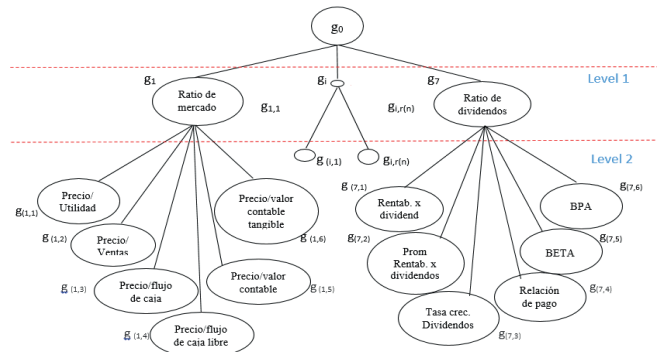 g0
g1
gi
g7
Level 1
Ratio de
mercado
g1,1
gi,r(n)
Ratio de
dividendos
Level 2
g (i,1)
gi,r(n)
Precio/
Utilidad
g(1,1)
Precio/
Ventas
g (1,2)
Precio/flujo
de caja
g (1,3)
Precio/flujo
de caja libre
g (1,4)
Precio/valor
contable
g (1,5)
Precio/valor
contable
tangible
g (1,6)
g (7,1)
Rentab. x
dividend
g(7,2)
Prom
Rentab. x
dividendos
Tasa crec.
Dividendos
g(7,3)
Relación
de pago
g(7,4)
BETA
g(7,5)
BPA
g(7,6)